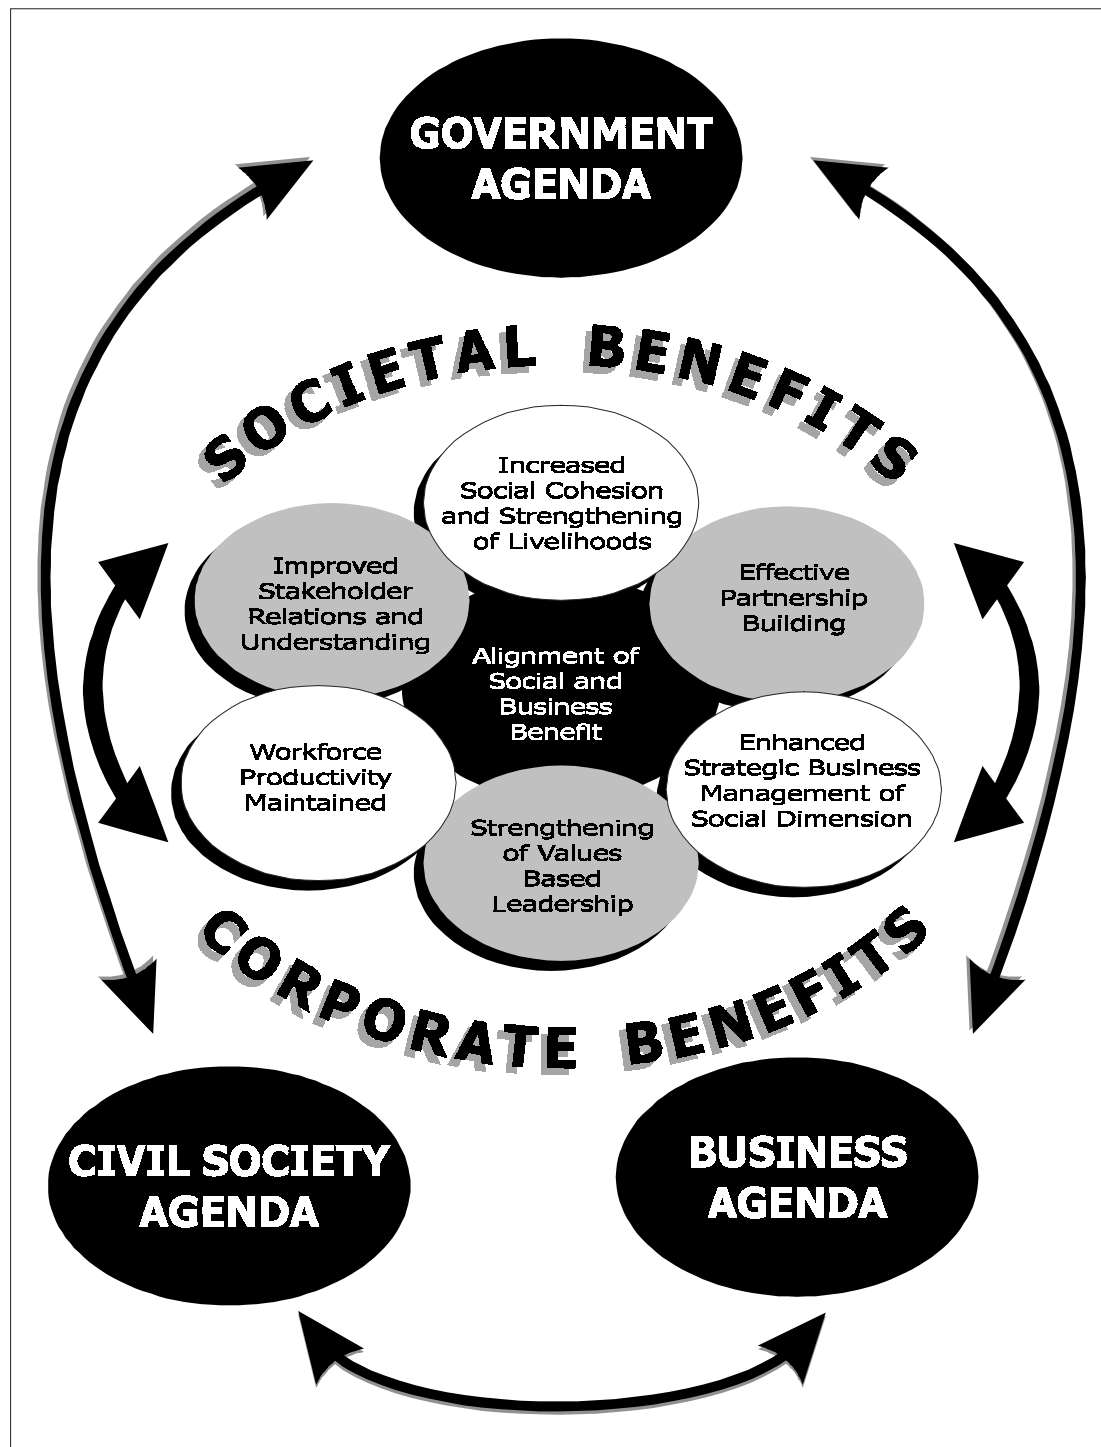 GOVERNMENT
AGENDA
SOCIETAL BENEFITS
Increased
Social Cohesion
and Strengthening
of Livelihoods
Improved
Stakeholder
Relations and
Understanding
Effective
Partnership
Building
Alignment of
Social and
Business
Benefit
Workforce
Productivity
Maintained
Enhanced
Strategic Business
Management of
Social Dimension
Strengthening
of Values
Based
Leadership
CORPORATE BENEFITS
CIVIL SOCIETY
AGENDA
BUSINESS
AGENDA